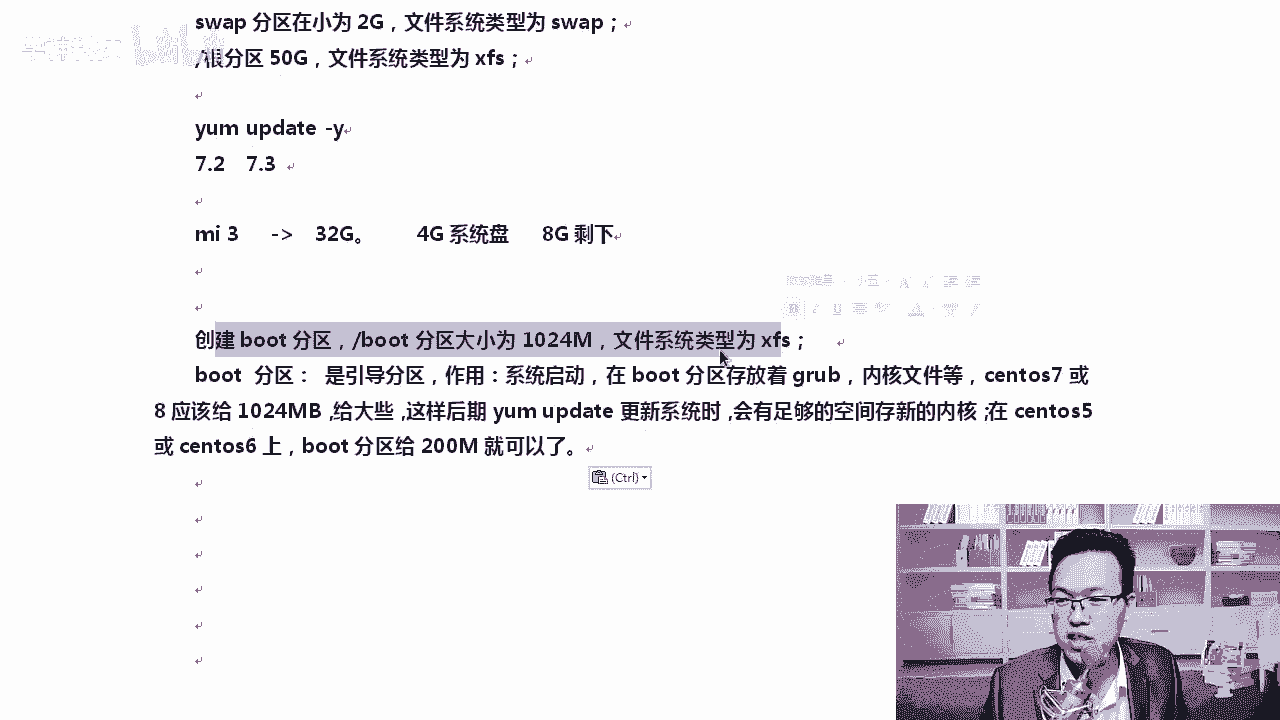 swap 分区在小为 2G，文件系统类型为 swap；
/根分区 50G，文件系统类型为 xfs；
yum update -y
7.2 7.3
mi 3 -> 32G。 4G 系统盘 8G 剩下
创建 boot 分区，/boot 分区大小为 1024M，文件系统类型为 xfs；
boot 分区： 是引导分区，作用：系统启动，在 boot 分区存放着 grub，内核文件等，centos7 或
8 应该给 1024MB ,给大些 ,这样后期 yum update 更新系统时 ,会有足够的空间存新的内核 ;在 centos5
或 centos6 上，boot 分区给 200M 就可以了。
(Ctrl)